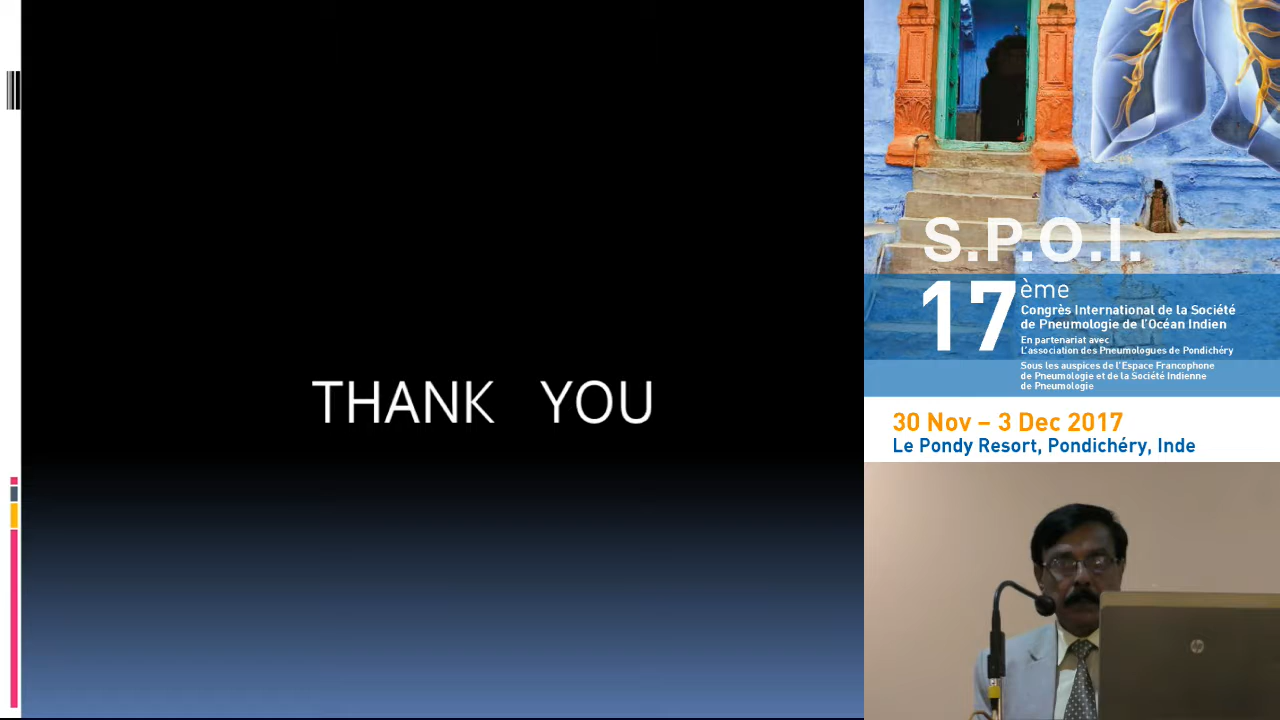 THANK YOU
S.P.O.I.
17ème
Congrès International de la Société
de Pneumologie de l'Océan Indien
En partenariat avec
L'association des Pneumologues de Pondichéry
Sous les auspices de l'Espace Francophone
de Pneumologie et de la Société Indienne
de Pneumologie
30 Nov – 3 Dec 2017
Le Pondy Resort, Pondichéry, Inde
hp